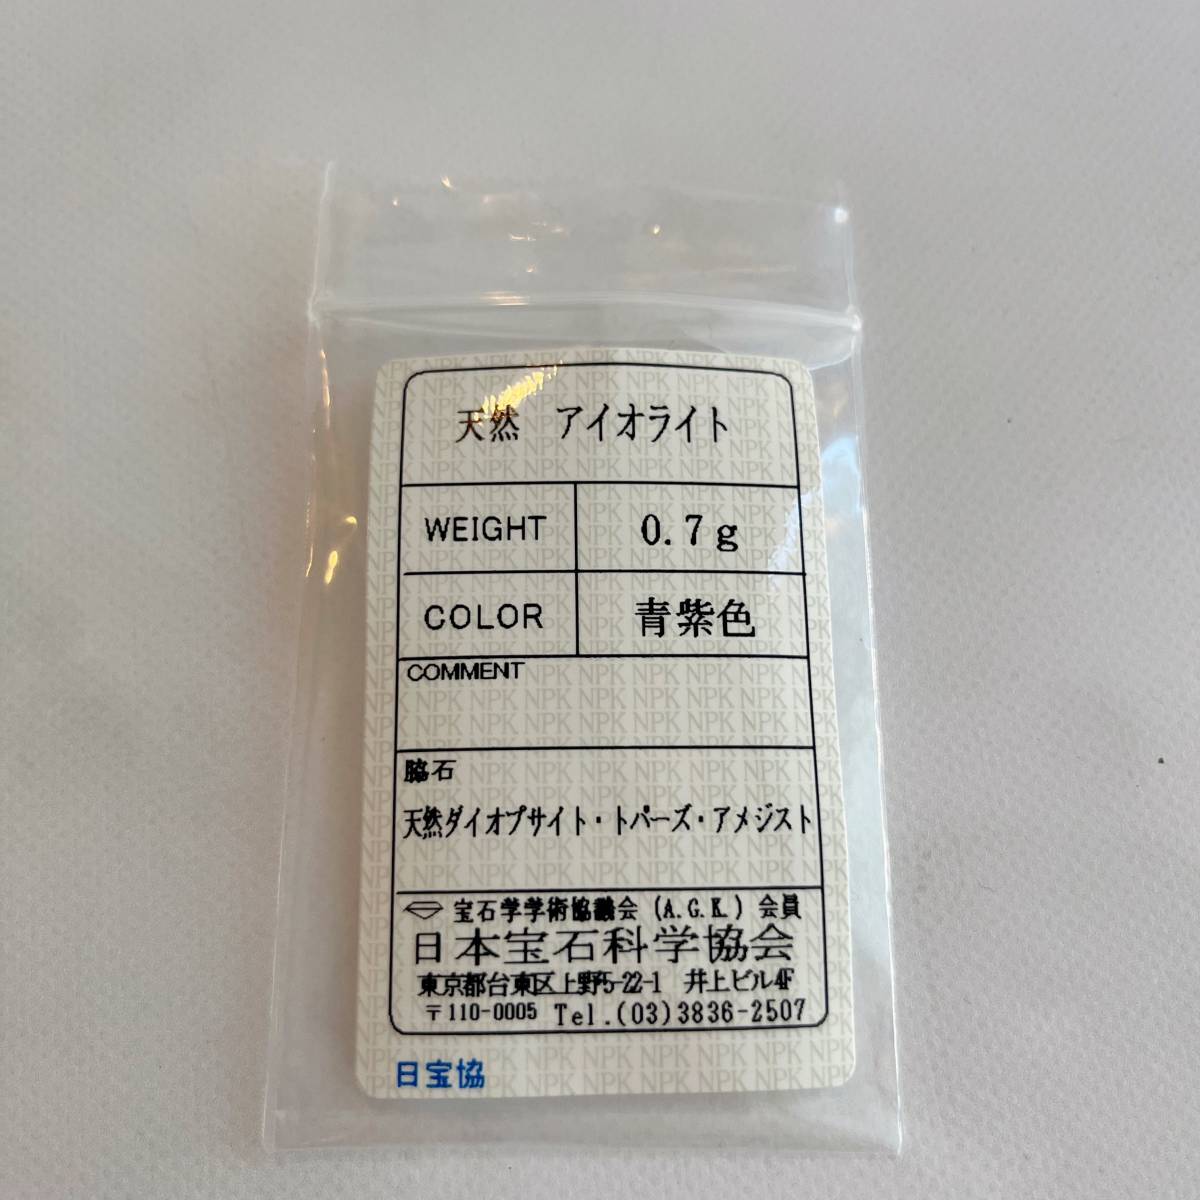 天然 アイオライト
WEIGHT 0.7g
COLOR 青紫色
COMMENT
脇石
天然ダイオプサイト・トパーズ・アメジスト
宝石学学術協議会 (A.G.K.) 会員
日本宝石科学協会
東京都台東区上野5-22-1 井上ビル4F
〒110-0005 Tel.(03)3836-2507
日宝協